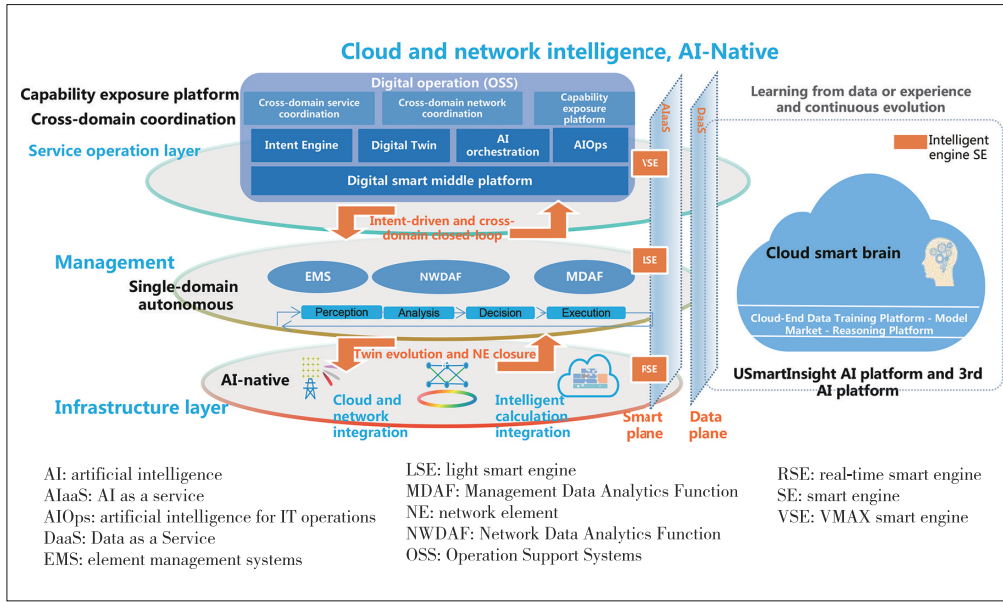 Cloud and network intelligence, AI-Native
Digital operation (OSS)
Capability exposure platform
Cross-domain coordination
Cross-domain service
coordination
Cross-domain network
coordination
Capability
exposure
platform
Service operation layer
Intent Engine
Digital Twin
AI
orchestration
AIOps
Digital smart middle platform
VSE
AIaaS
DaaS
Learning from data or experience
and continuous evolution
Intelligent
engine SE
Intent-driven and cross-
domain closed-loop
Management
Single-domain
autonomous
EMS
NWDAF
MDAF
LSE
Perception
Analysis
Decision
Execution
Cloud smart brain
Cloud-End Data Training Platform - Model
Market - Reasoning Platform
USmartInsight AI platform and 3rd
AI platform
Twin evolution and NE closure
AI-native
RSE
Infrastructure layer
Cloud and
network
integration
Intelligent
calculation
integration
Smart
plane
Data
plane
AI: artificial intelligence
AIaaS: AI as a service
AIOps: artificial intelligence for IT operations
DaaS: Data as a Service
EMS: element management systems
LSE: light smart engine
MDAF: Management Data Analytics Function
NE: network element
NWDAF: Network Data Analytics Function
OSS: Operation Support Systems
RSE: real-time smart engine
SE: smart engine
VSE: VMAX smart engine